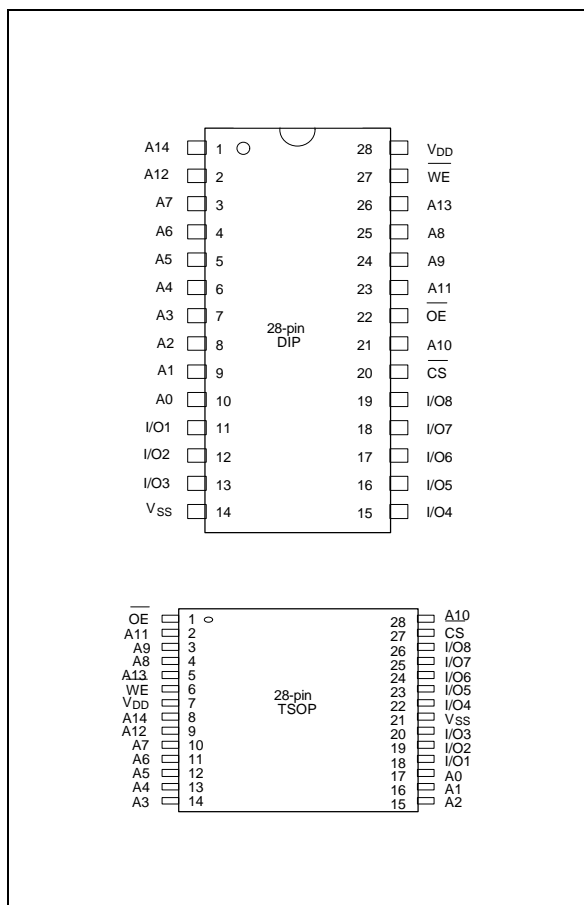 A14 1 28 VDD
A12 2 27 WE
A7 3 26 A13
A6 4 25 A8
A5 5 24 A9
A4 6 23 A11
A3 7 22 OE
28-pin
DIP
A2 8 21 A10
A1 9 20 CS
A0 10 19 I/O8
I/O1 11 18 I/O7
I/O2 12 17 I/O6
I/O3 13 16 I/O5
VSS 14 15 I/O4
OE 1 28 A10
A11 2 27 CS
A9 3 26 I/O8
A8 4 25 I/O7
A13 5 24 I/O6
WE 6 23 I/O5
28-pin
TSOP
VDD 7 22 I/O4
A14 8 21 VSS
A12 9 20 I/O3
A7 10 19 I/O2
A6 11 18 I/O1
A5 12 17 A0
A4 13 16 A1
A3 14 15 A2